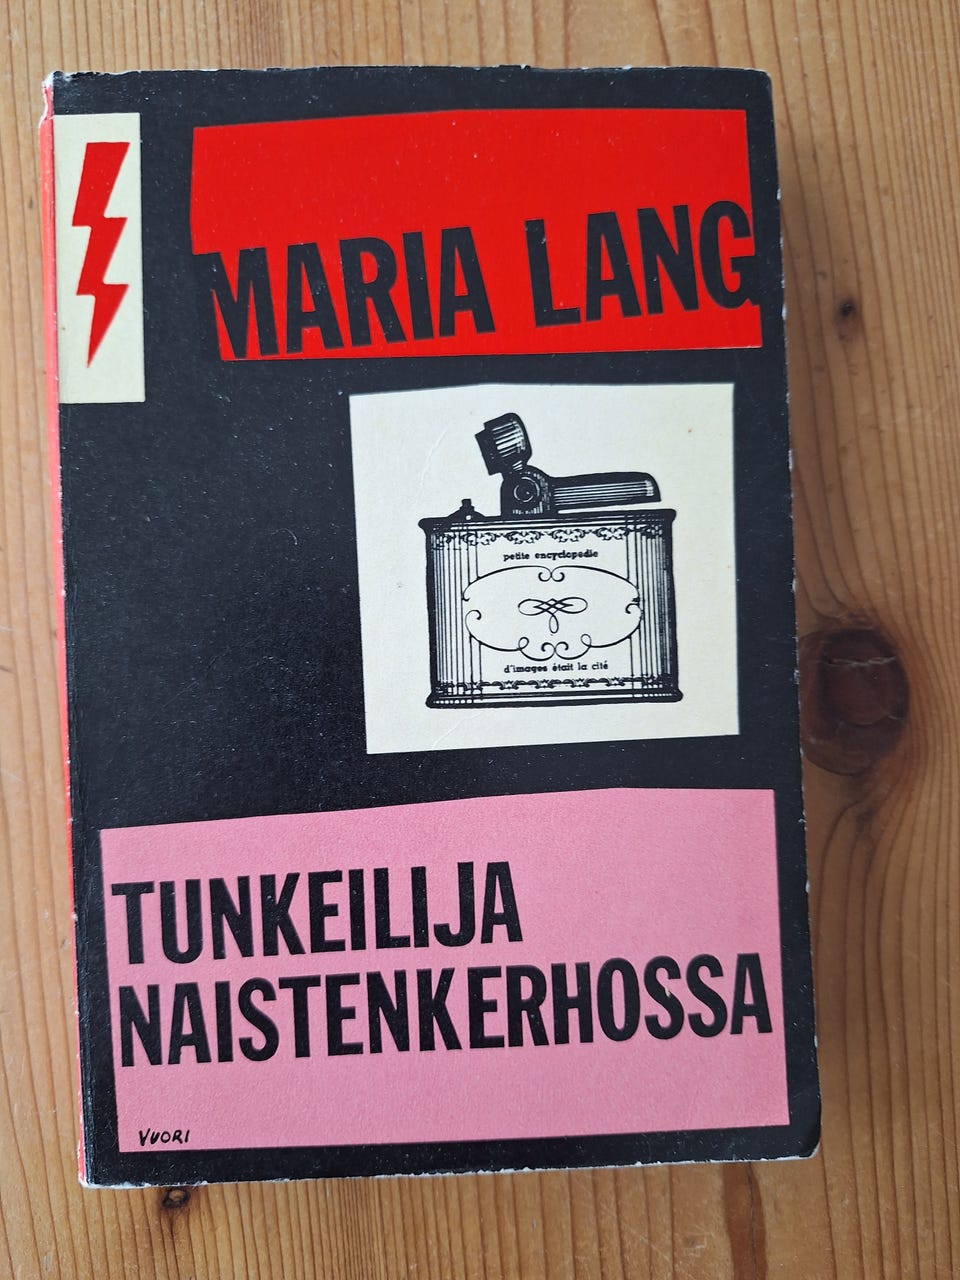 MARIA LANG
petite encyclopedie
d'images était la cité
TUNKEILIJA
NAISTENKERHOSSA
VUORI